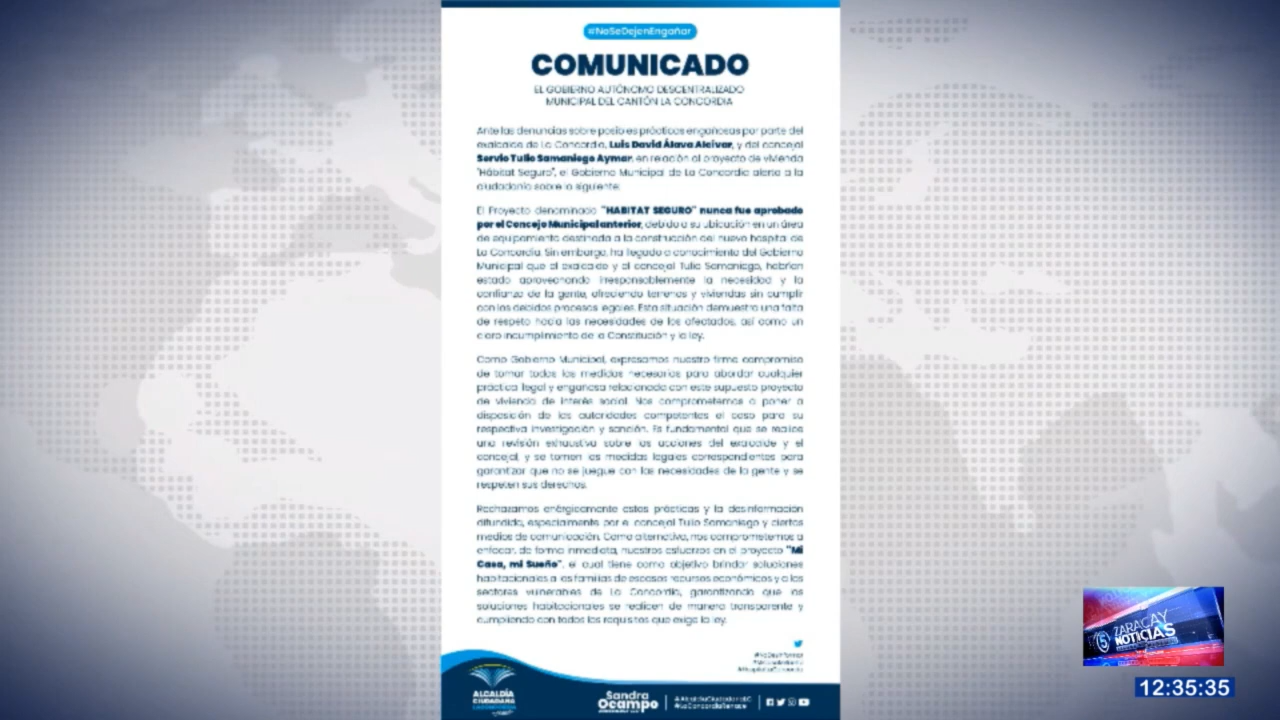 #NoSeDejenEngañar
COMUNICADO
EL GOBIERNO AUTÓNOMO DESCENTRALIZADO
MUNICIPAL DEL CANTÓN LA CONCORDIA
Ante las denuncias sobre posibles prácticas engañosas por parte del
exalcalde de La Concordia, Luis David Álava Alcívar, y del concejal
Servio Tulio Samaniego Aymar, en relación al proyecto de vivienda
"Hábitat Seguro", el Gobierno Municipal de La Concordia alerta a la
ciudadanía sobre lo siguiente:
El Proyecto denominado "HABITAT SEGURO" nunca fue aprobado
por el Concejo Municipal anterior, debido a su ubicación en un área
de equipamiento destinada a la construcción del nuevo hospital de
La Concordia. Sin embargo, ha llegado a conocimiento del Gobierno
Municipal que el exalcalde y el concejal Tulio Samaniego, habrían
estado aprovechando irresponsablemente la necesidad y la
confianza de la gente, ofreciendo terrenos y viviendas sin cumplir
con los debidos procesos legales. Esta situación demuestra una falta
de respeto hacia las necesidades de los afectados, así como un
claro incumplimiento de la Constitución y la ley.
Como Gobierno Municipal, expresamos nuestro firme compromiso
de tomar todas las medidas necesarias para abordar cualquier
práctica ilegal y engañosa relacionada con este supuesto proyecto
de vivienda de interés social. Nos comprometemos a poner a
disposición de las autoridades competentes el caso para su
respectiva investigación y sanción. Es fundamental que se realice
una revisión exhaustiva sobre las acciones del exalcalde y el
concejal, y se tomen las medidas legales correspondientes para
garantizar que no se juegue con las necesidades de la gente y se
respeten sus derechos.
Rechazamos enérgicamente estas prácticas y la desinformación
difundida, especialmente por el concejal Tulio Samaniego y ciertos
medios de comunicación. Como alternativa, nos comprometemos a
enfocar, de forma inmediata, nuestros esfuerzos en el proyecto "Mi
Casa, mi Sueño", el cual tiene como objetivo brindar soluciones
habitacionales a las familias de escasos recursos económicos y a los
sectores vulnerables de La Concordia, garantizando que las
soluciones habitacionales se realicen de manera transparente y
cumpliendo con todos los requisitos que exige la ley.
ALCALDÍA
CIUDADANA
Sandra
Ocampo
#LaConcordiaRenace
5 ZARACAY
NOTICIAS
12:35:35